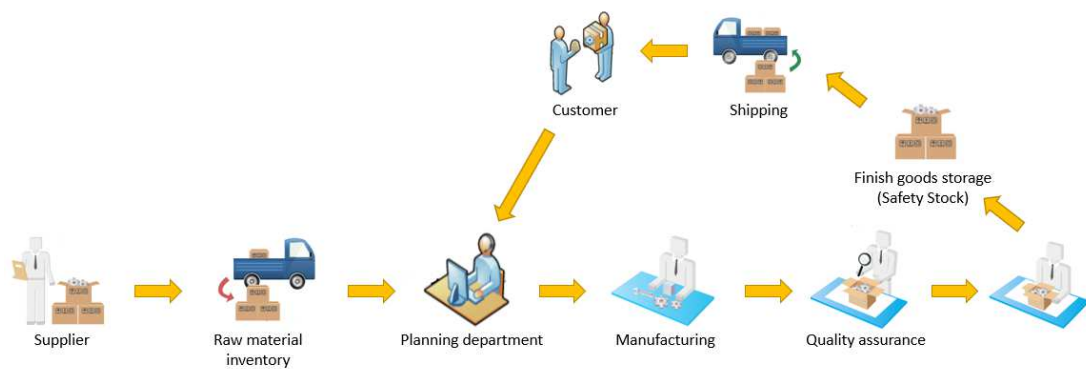 Customer
Shipping
Finish goods storage
(Safety Stock)
Supplier
Raw material
inventory
Planning department
Manufacturing
Quality assurance